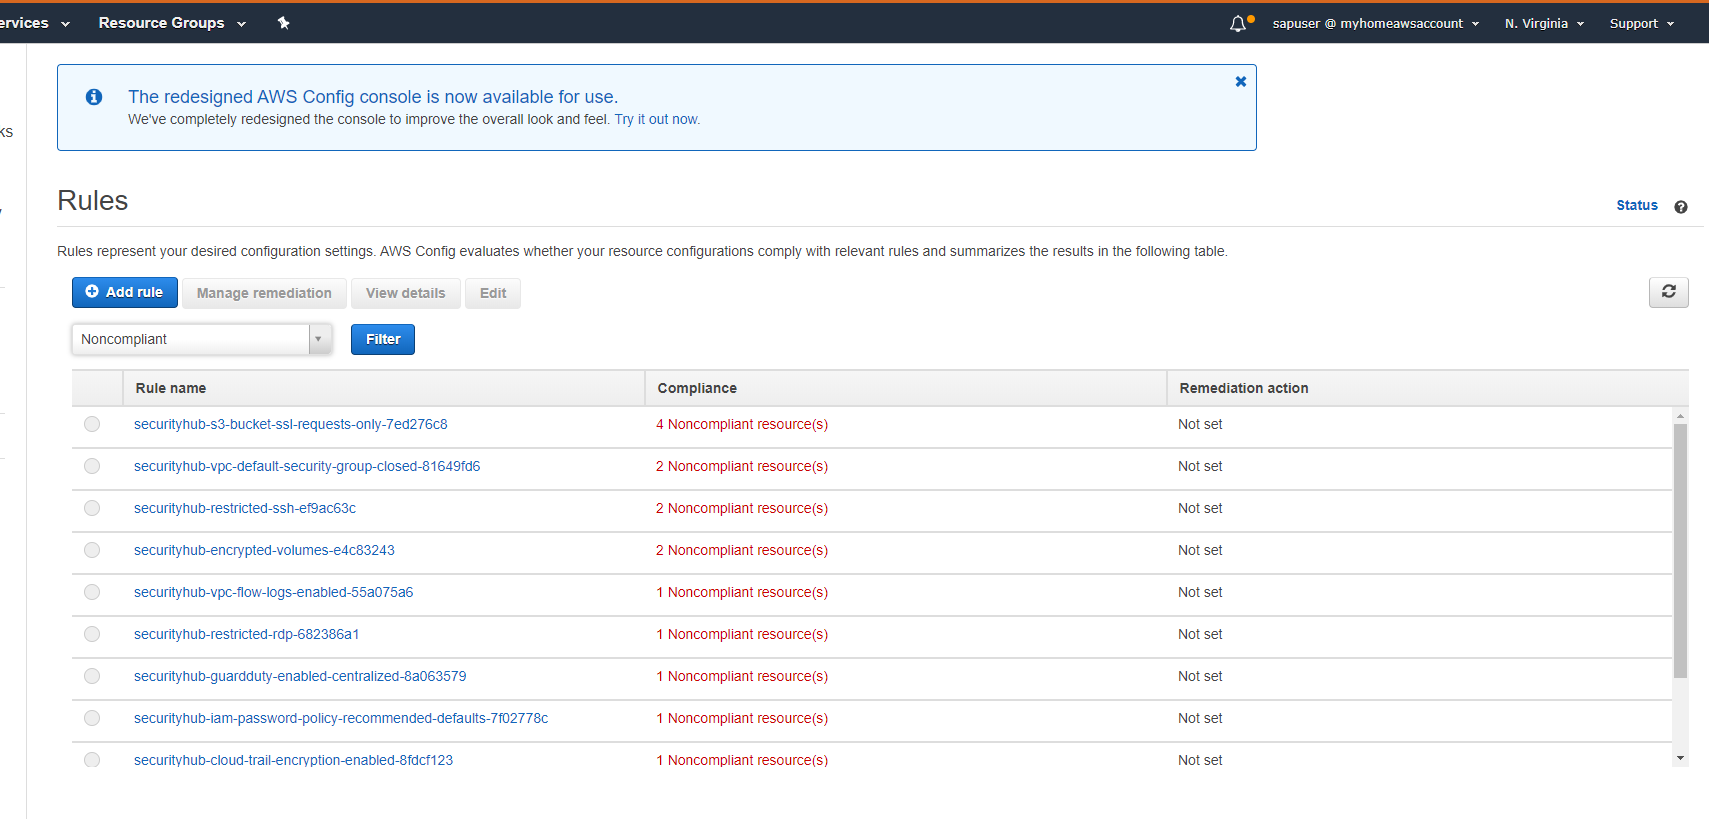 Resource Groups
sapuser @ myhomeawsaccount
N. Virginia
Support
The redesigned AWS Config console is now available for use.
We've completely redesigned the console to improve the overall look and feel. Try it out now.
Rules
Status
Rules represent your desired configuration settings. AWS Config evaluates whether your resource configurations comply with relevant rules and summarizes the results in the following table.
Add rule
Manage remediation
View details
Edit
Noncompliant
Filter
Rule name Compliance Remediation action
securityhub-s3-bucket-ssl-requests-only-7ed276c8 4 Noncompliant resource(s) Not set
securityhub-vpc-default-security-group-closed-81649fd6 2 Noncompliant resource(s) Not set
securityhub-restricted-ssh-ef9ac63c 2 Noncompliant resource(s) Not set
securityhub-encrypted-volumes-e4c83243 2 Noncompliant resource(s) Not set
securityhub-vpc-flow-logs-enabled-55a075a6 1 Noncompliant resource(s) Not set
securityhub-restricted-rdp-682386a1 1 Noncompliant resource(s) Not set
securityhub-guardduty-enabled-centralized-8a063579 1 Noncompliant resource(s) Not set
securityhub-iam-password-policy-recommended-defaults-7f02778c 1 Noncompliant resource(s) Not set
securityhub-cloud-trail-encryption-enabled-8fdcf123 1 Noncompliant resource(s) Not set